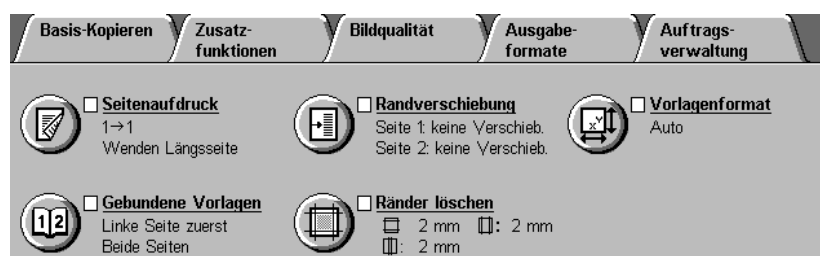 Basis-Kopieren
Zusatz-
funktionen
Bildqualität
Ausgabe-
formate
Auftrags-
verwaltung
Seitenaufdruck
1→1
Wenden Längsseite
Randverschiebung
Seite 1: keine Verschieb.
Seite 2: keine Verschieb.
x Y
Vorlagenformat
Auto
1 2
Gebundene Vorlagen
Linke Seite zuerst
Beide Seiten
Ränder löschen
2 mm : 2 mm
: 2 mm